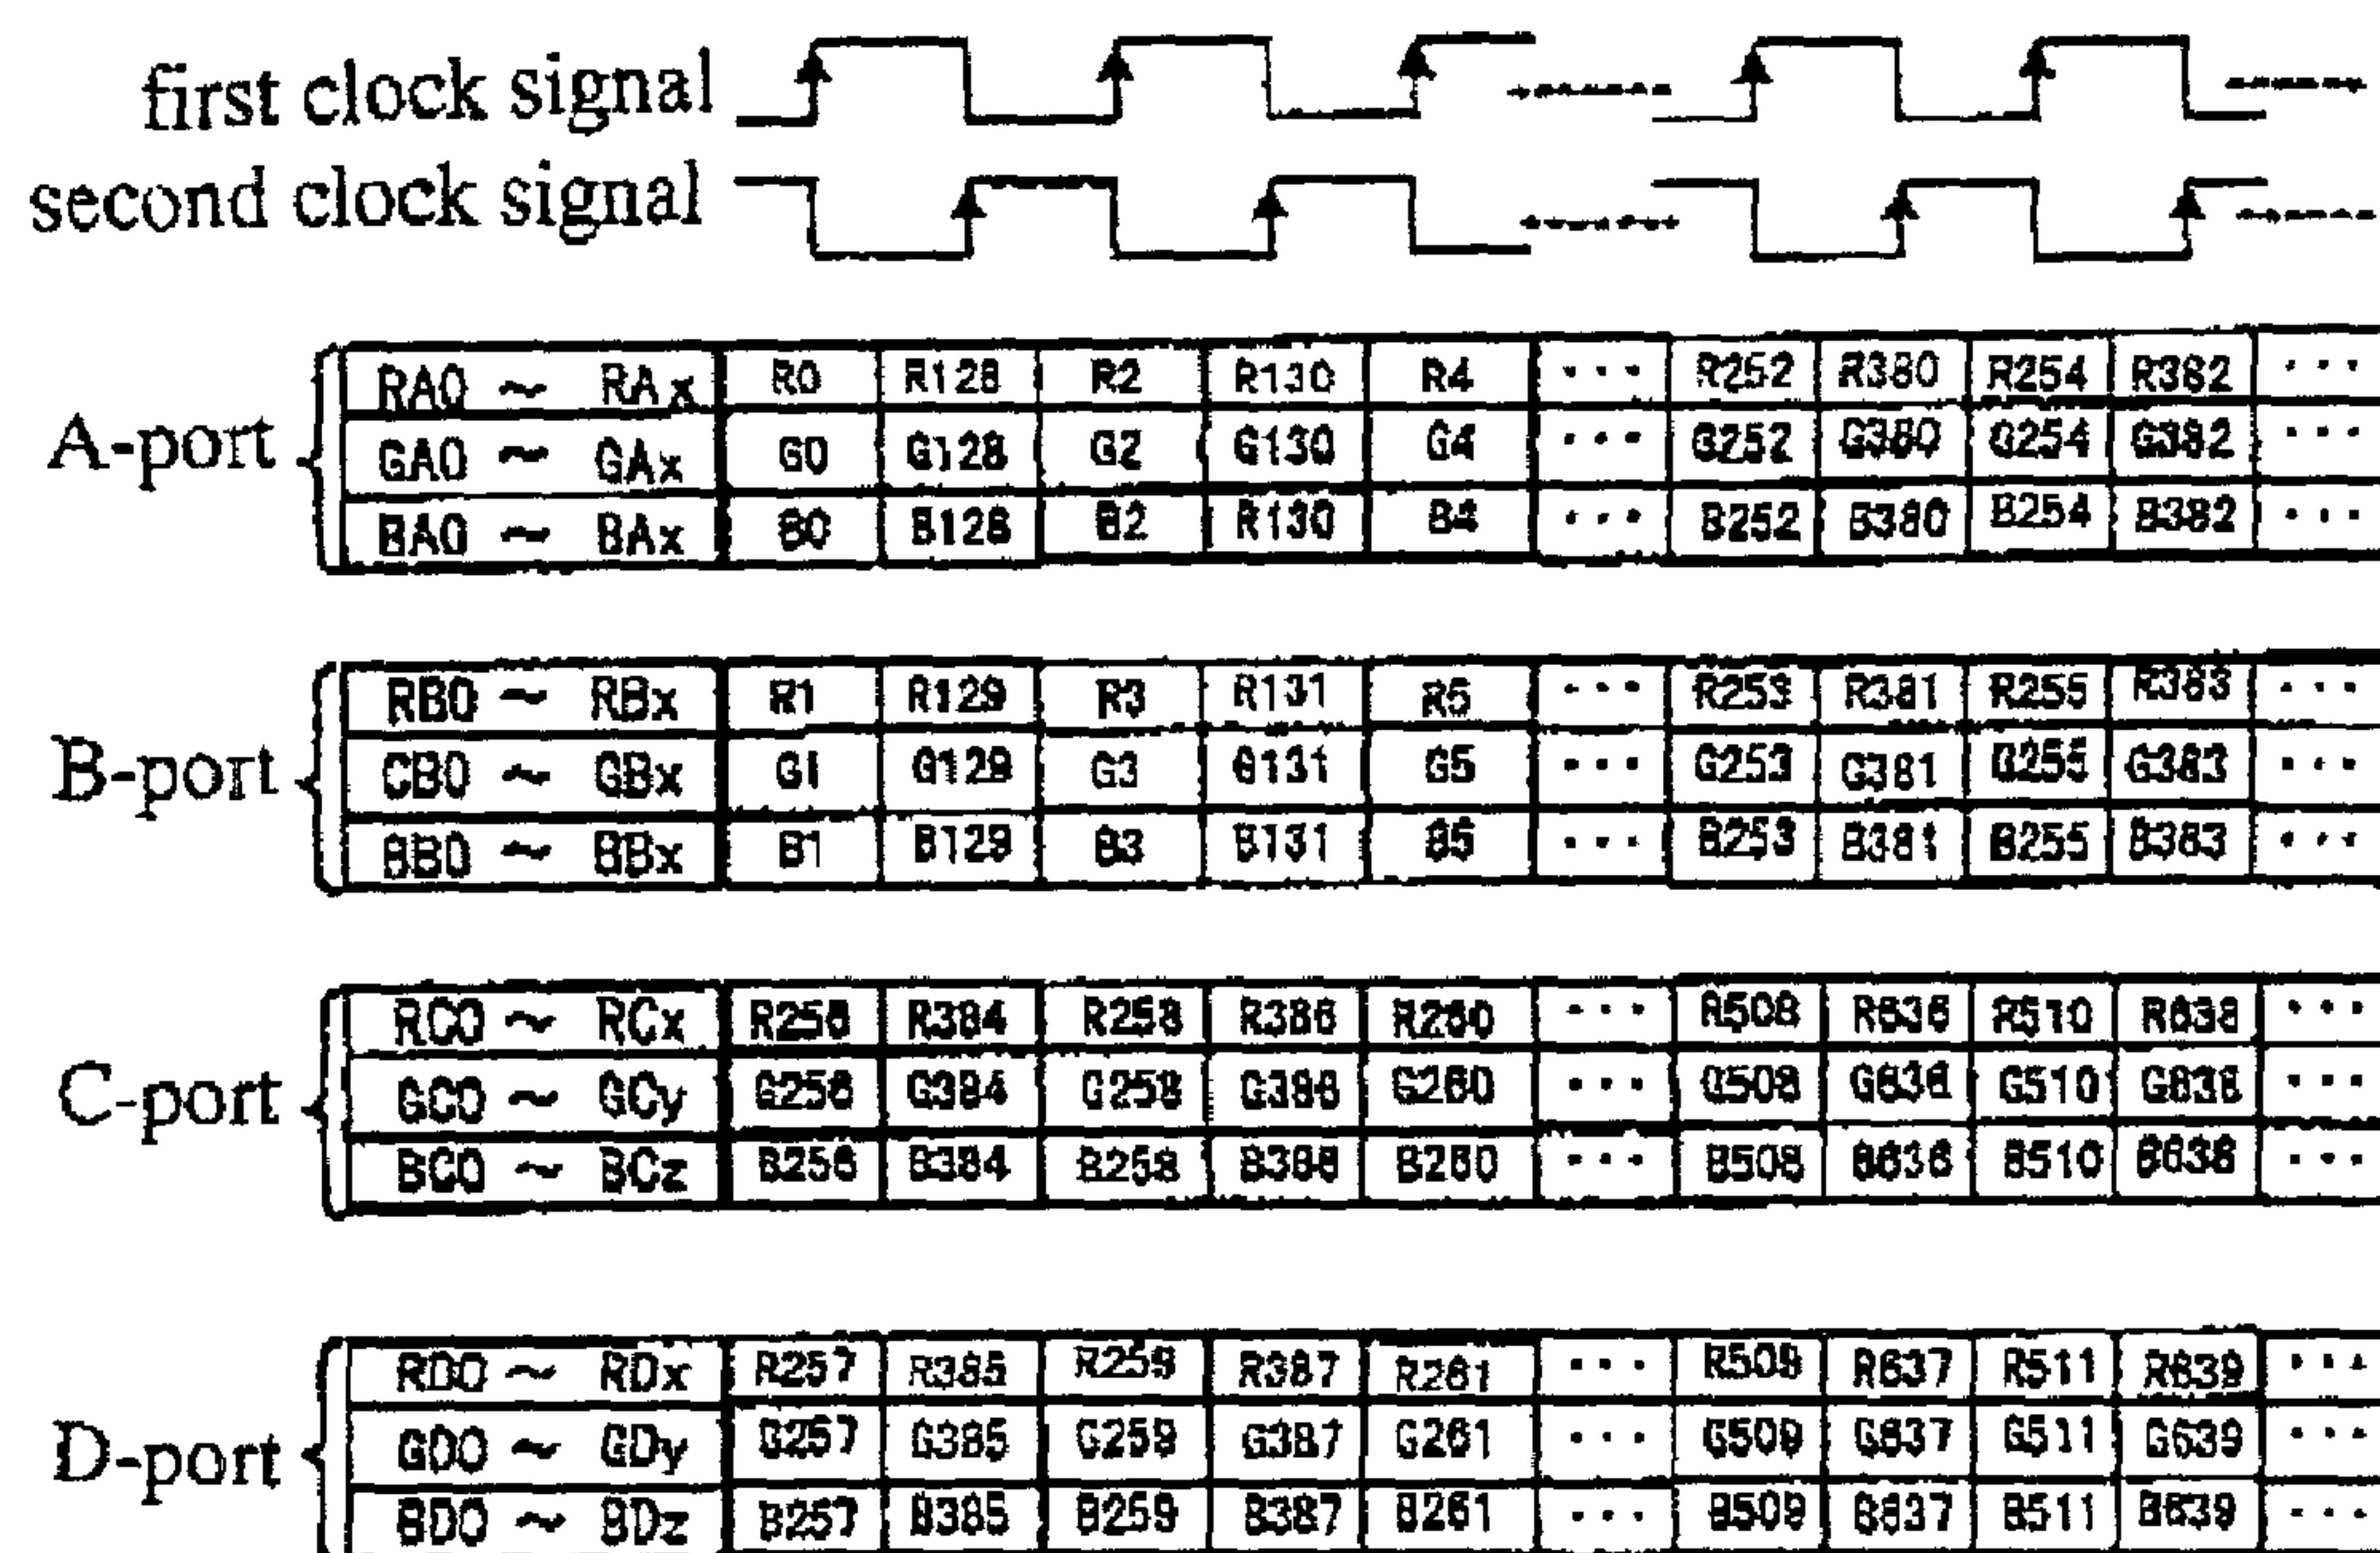 first clock signal
second clock signal
A-port
RA0 ~ RAx R0 R128 R2 R130 R4 ... R252 R380 R254 R382 ...
GA0 ~ GAx G0 G128 G2 G130 G4 ... G252 G380 G254 G382 ...
BA0 ~ BAx B0 B128 B2 R130 B4 ... B252 B380 B254 B382 ...
B-port
RB0 ~ RBx R1 R129 R3 R131 R5 ... R253 R381 R255 R383 ...
CB0 ~ GBx G1 G129 G3 G131 G5 ... G253 G381 G255 G383 ...
BB0 ~ BBx B1 B129 B3 B131 B5 ... B253 B381 B255 B383 ...
C-port
RC0 ~ RCx R256 R384 R258 R386 R260 ... R508 R636 R510 R638 ...
GC0 ~ GCy G256 G384 G258 G386 G260 ... G508 G636 G510 G638 ...
BC0 ~ BCz B256 B384 B258 B386 B260 ... B508 B636 B510 B638 ...
D-port
RD0 ~ RDx R257 R385 R259 R387 R261 ... R509 R637 R511 R639 ...
GD0 ~ GDy G257 G385 G259 G387 G261 ... G509 G637 G511 G639 ...
BD0 ~ BDz B257 B385 B259 B387 B261 ... B509 B637 B511 B639 ...